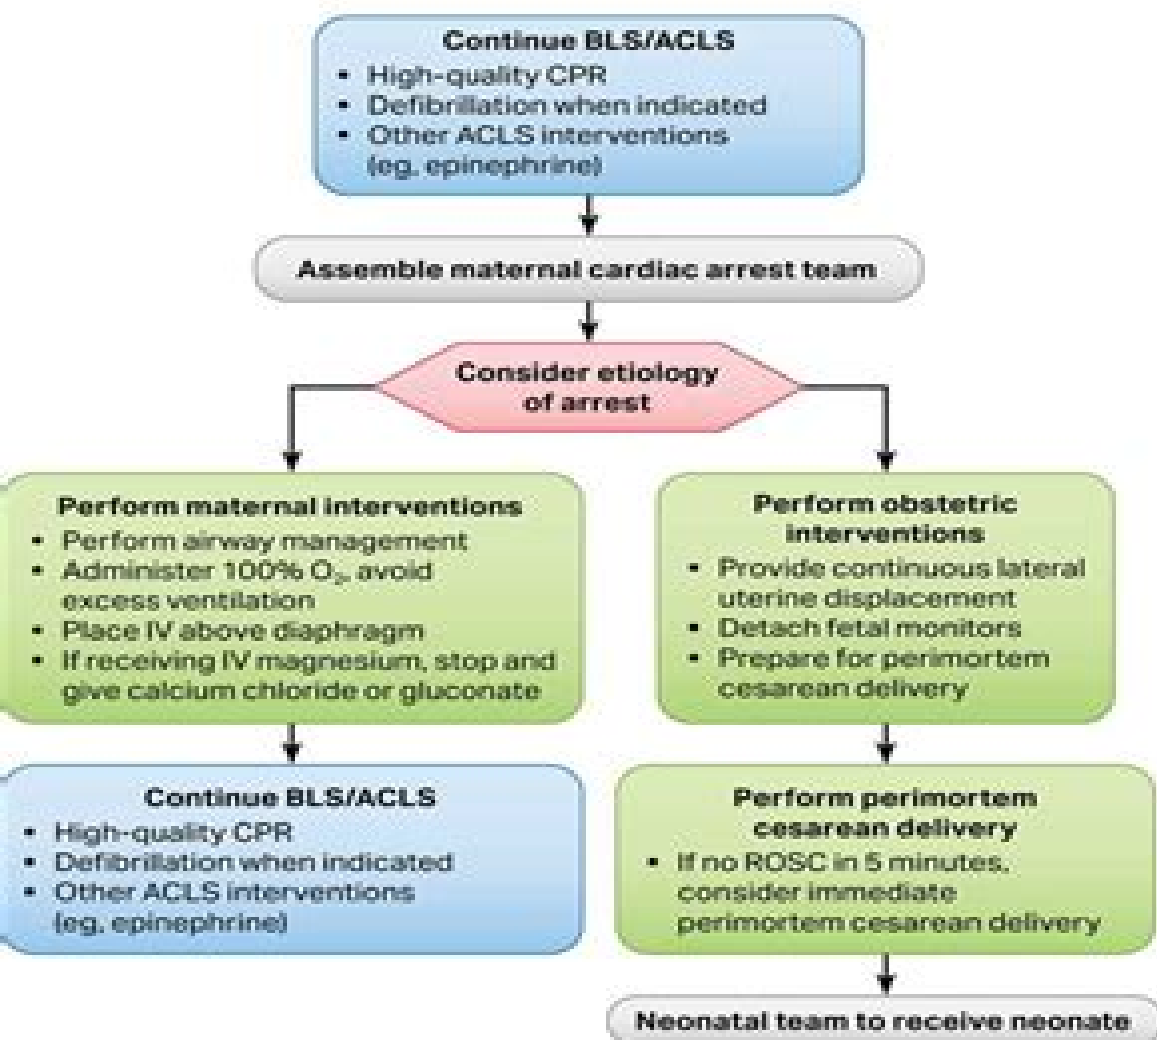 Continue BLS/ACLS
• High-quality CPR
• Defibrillation when indicated
• Other ACLS interventions
(eg, epinephrine)
Assemble maternal cardiac arrest team
Consider etiology
of arrest
Perform maternal interventions
• Perform airway management
• Administer 100% O₂, avoid
excess ventilation
• Place IV above diaphragm
• If receiving IV magnesium, stop and
give calcium chloride or gluconate
Continue BLS/ACLS
• High-quality CPR
• Defibrillation when indicated
• Other ACLS interventions
(eg, epinephrine)
Perform obstetric
interventions
• Provide continuous lateral
uterine displacement
• Detach fetal monitors
• Prepare for perimortem
cesarean delivery
Perform perimortem
cesarean delivery
• If no ROSC in 5 minutes,
consider immediate
perimortem cesarean delivery
Neonatal team to receive neonate